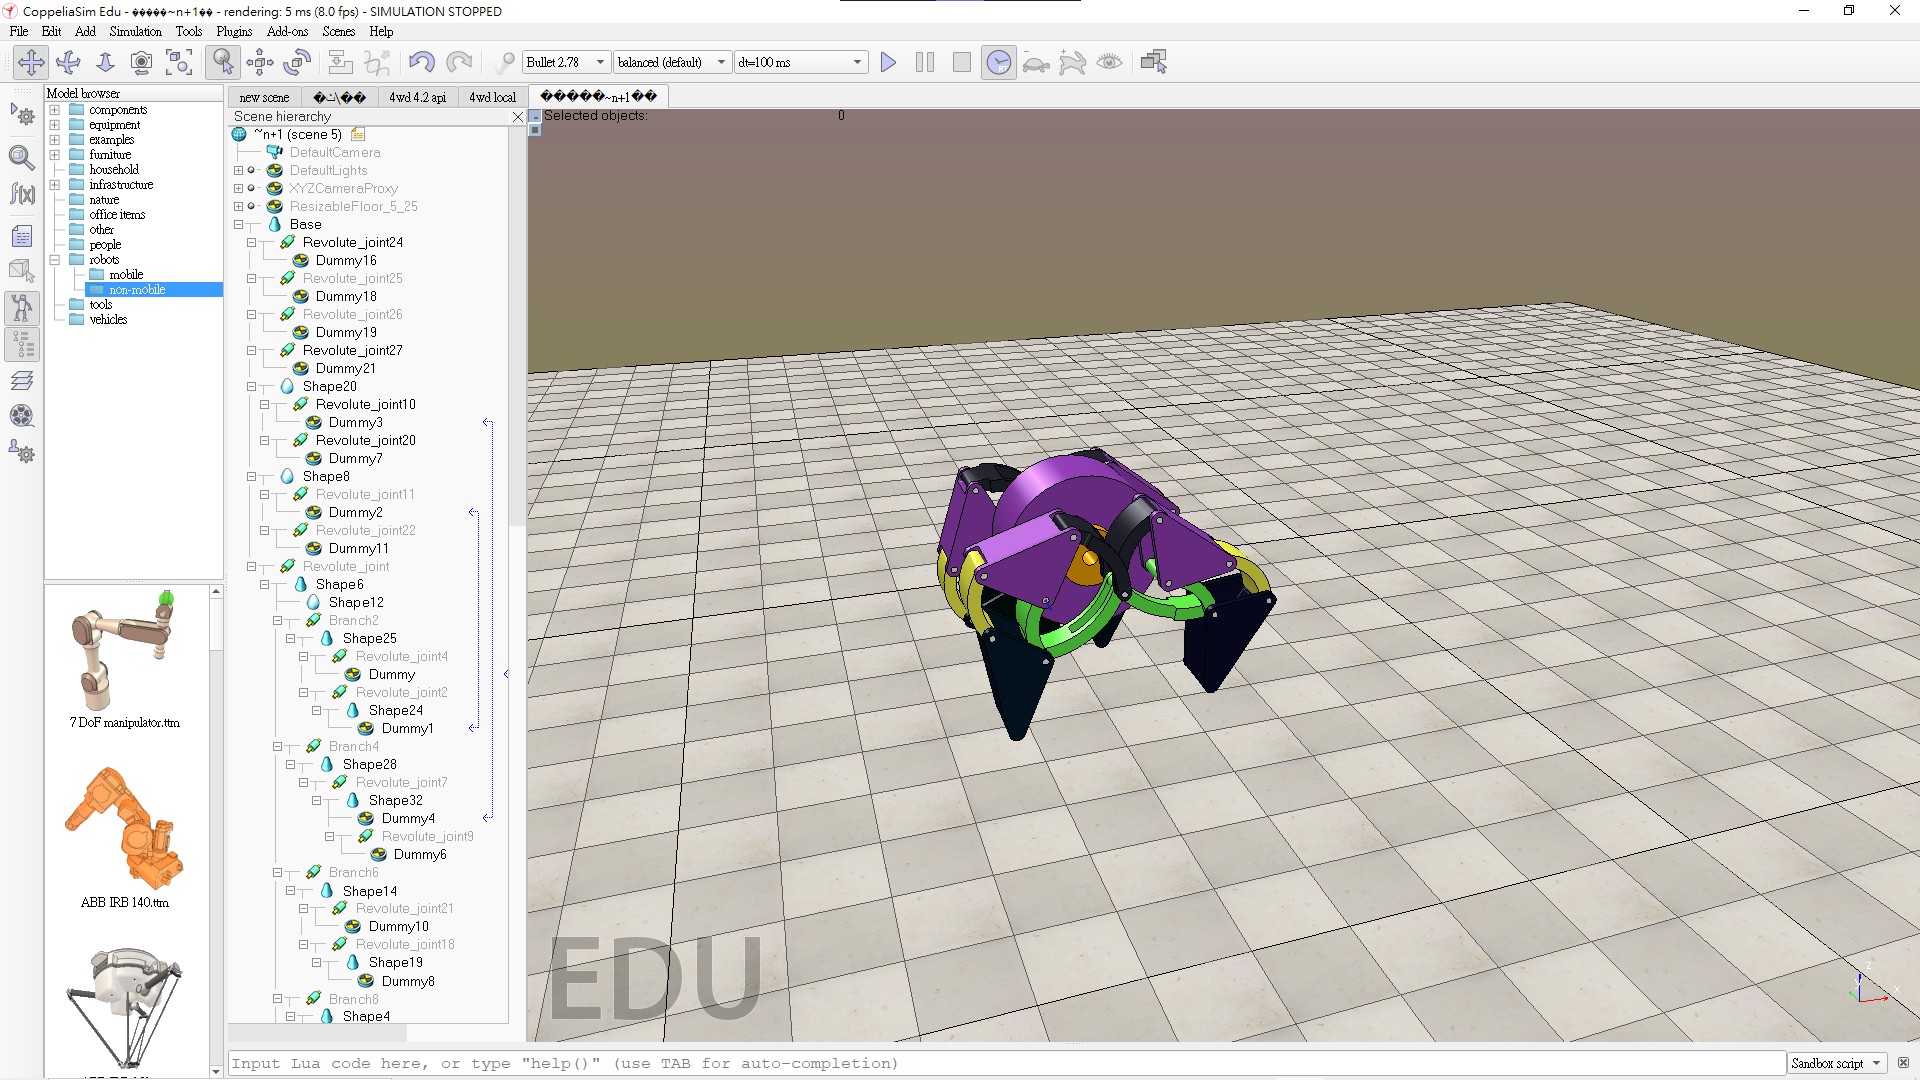 CoppeliaSim Edu - �����~n+1�� - rendering: 5 ms (8.0 fps) - SIMULATION STOPPED
File Edit Add Simulation Tools Plugins Add-ons Scenes Help
Bullet 2.78 balanced (default) dt=100 ms
Model browser
components
equipment
examples
furniture
household
infrastructure
nature
office items
other
people
robots
mobile
non-mobile
tools
vehicles
7 DoF manipulator.ttm
ABB IRB 140.ttm
new scene
4wd 4.2 api
4wd local
�����~n+1��
Scene hierarchy
~n+1 (scene 5)
DefaultCamera
DefaultLights
XYZCameraProxy
ResizableFloor_5_25
Base
Revolute_joint24
Dummy16
Revolute_joint25
Dummy18
Revolute_joint26
Dummy19
Revolute_joint27
Dummy21
Shape20
Revolute_joint10
Dummy3
Revolute_joint20
Dummy7
Shape8
Revolute_joint11
Dummy2
Revolute_joint22
Dummy11
Revolute_joint
Shape6
Shape12
Branch2
Shape25
Revolute_joint4
Dummy
Revolute_joint2
Shape24
Dummy1
Branch4
Shape28
Revolute_joint7
Shape32
Dummy4
Revolute_joint9
Dummy6
Branch6
Shape14
Revolute_joint21
Dummy10
Revolute_joint18
Shape19
Dummy8
Branch8
Shape4
Selected objects: 0
EDU
z
x
Input Lua code here, or type "help()" (use TAB for auto-completion)
Sandbox script